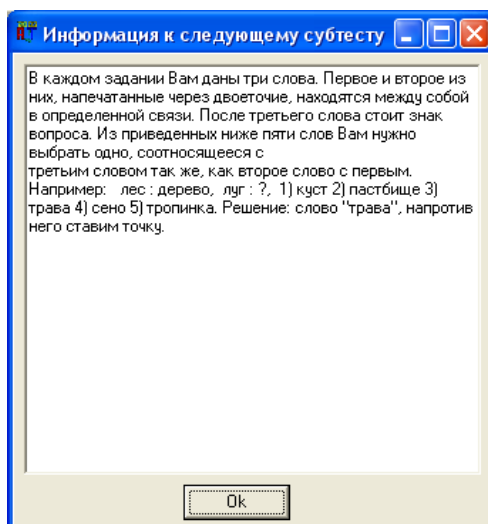 Информация к следующему субтесту
В каждом задании Вам даны три слова. Первое и второе из
них, напечатанные через двоеточие, находятся между собой
в определенной связи. После третьего слова стоит знак
вопроса. Из приведенных ниже пяти слов Вам нужно
выбрать одно, соотносящееся с
третьим словом так же, как второе слово с первым.
Например:   лес : дерево,  луг : ?,  1) куст 2) пастбище 3)
трава 4) сено 5) тропинка. Решение: слово "трава", напротив
него ставим точку.
Ok